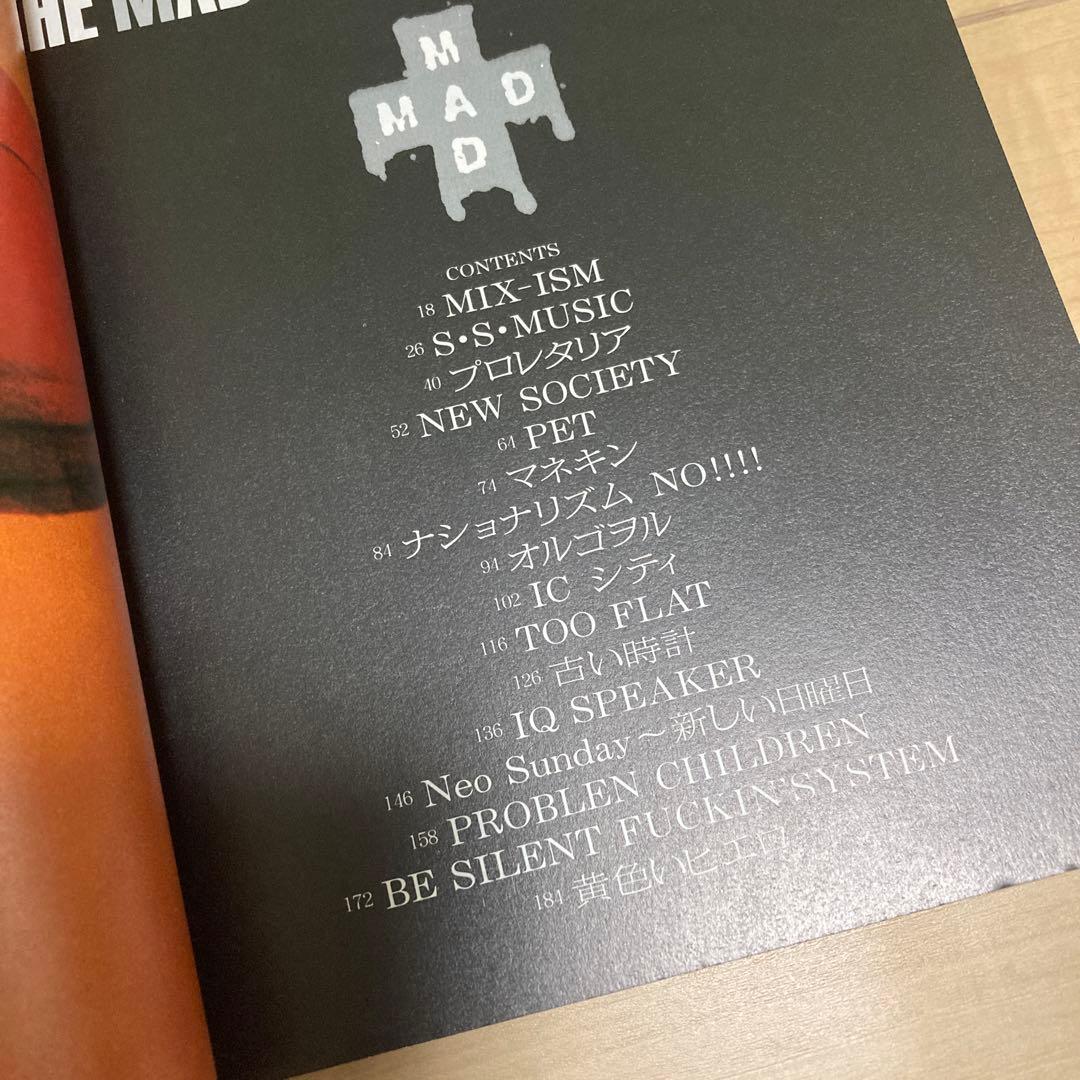 THE MAD
M
MAD
D
CONTENTS
18 MIX-ISM
26 S・S・MUSIC
40 プロレタリア
52 NEW SOCIETY
64 PET
74 マネキン
84 ナショナリズム NO!!!!
94 オルゴヲル
102 IC シティ
116 TOO FLAT
126 古い時計
136 IQ SPEAKER
146 Neo Sunday～新しい日曜日
158 PROBLEN CHILDREN
172 BE SILENT FUCKIN'SYSTEM
184 黄色いピエロ